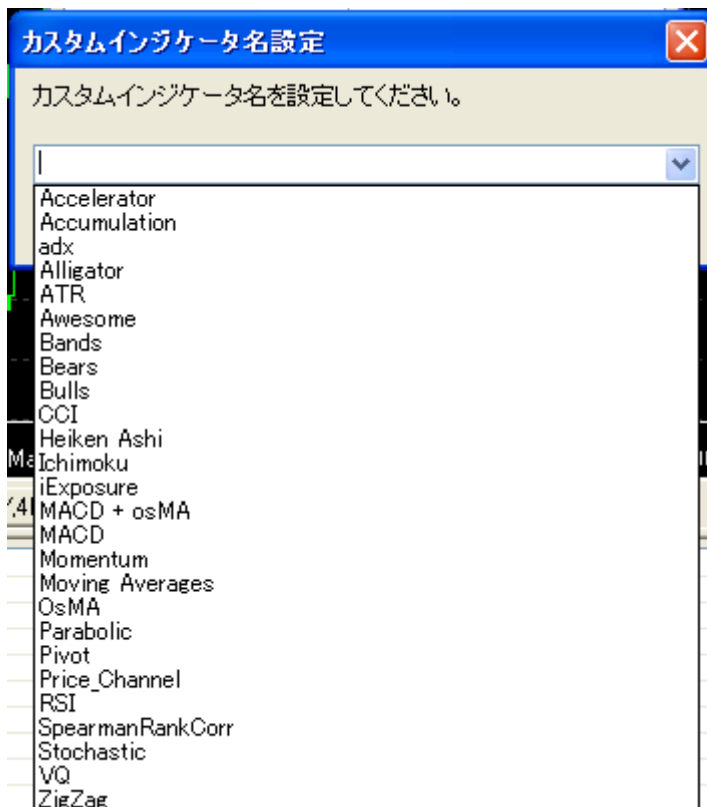 カスタムインジケータ名設定
カスタムインジケータ名を設定してください。
Accelerator
Accumulation
adx
Alligator
ATR
Awesome
Bands
Bears
Bulls
CCI
Heiken Ashi
Ichimoku
iExposure
MACD + osMA
MACD
Momentum
Moving Averages
OsMA
Parabolic
Pivot
Price_Channel
RSI
SpearmanRankCorr
Stochastic
VQ
ZigZag